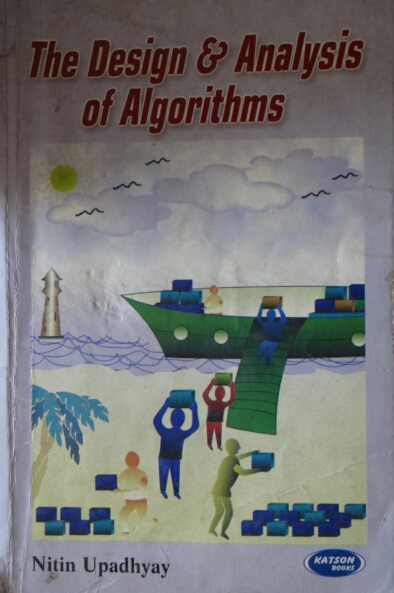 The Design & Analysis
of Algorithms
Nitin Upadhyay
KATSON
BOOKS